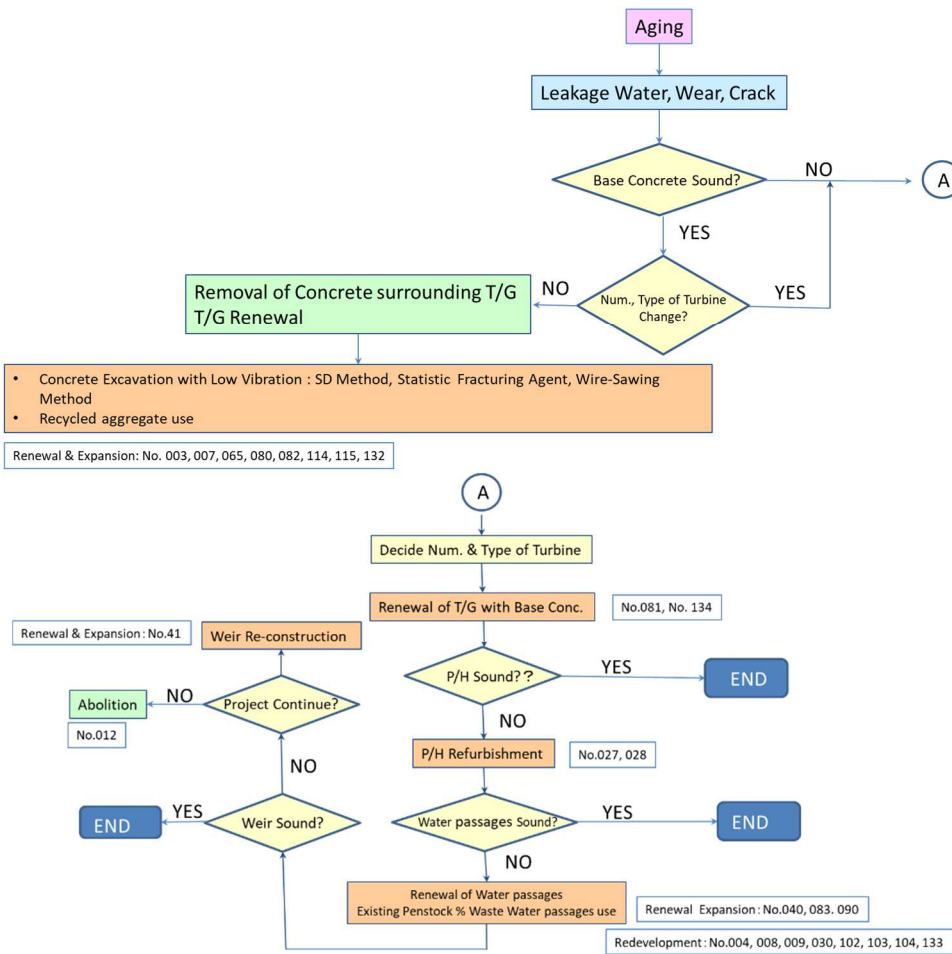 Aging
Leakage Water, Wear, Crack
Base Concrete Sound?
NO
A
YES
Num., Type of Turbine
Change?
NO
YES
Removal of Concrete surrounding T/G
T/G Renewal
• Concrete Excavation with Low Vibration : SD Method, Statistic Fracturing Agent, Wire-Sawing
Method
• Recycled aggregate use
Renewal & Expansion: No. 003, 007, 065, 080, 082, 114, 115, 132
A
Decide Num. & Type of Turbine
Renewal of T/G with Base Conc.
No.081, No. 134
P/H Sound??
YES
END
NO
P/H Refurbishment
No.027, 028
Water passages Sound?
YES
END
NO
Renewal of Water passages
Existing Penstock % Waste Water passages use
Renewal Expansion : No.040, 083. 090
Redevelopment : No.004, 008, 009, 030, 102, 103, 104, 133
Weir Sound?
YES
END
NO
Project Continue?
NO
Abolition
No.012
Weir Re-construction
Renewal & Expansion : No.41